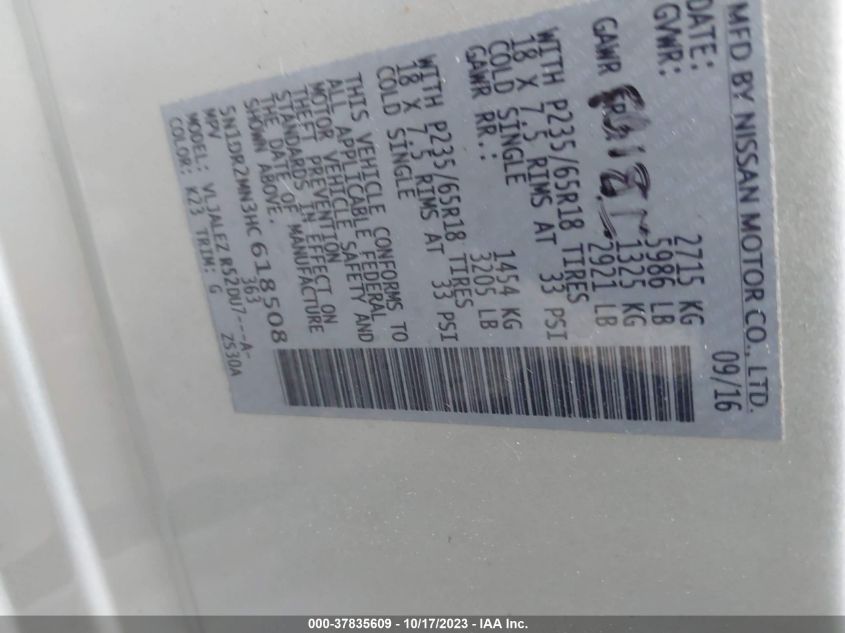 MFD BY NISSAN MOTOR CO., LTD.
DATE: 09/16
GVWR: 2715 KG
5986 LB
GAWR 1325 KG
2921 LB
WITH P235/65R18 TIRES
18 X 7.5 RIMS AT 33 PSI
COLD SINGLE
GAWR RR.: 1454 KG
3205 LB
WITH P235/65R18 TIRES
18 X 7.5 RIMS AT 33 PSI
COLD SINGLE
THIS VEHICLE CONFORMS TO
ALL APPLICABLE FEDERAL
MOTOR VEHICLE SAFETY AND
THEFT PREVENTION
STANDARDS IN EFFECT ON
THE DATE OF MANUFACTURE
SHOWN ABOVE.
5N1DR2MN3HC618508
MPV 363
MODEL: VLJALEZ R52DU7---A-
COLOR: K23 TRIM: G ZS30A
000-37835609 - 10/17/2023 - IAA Inc.